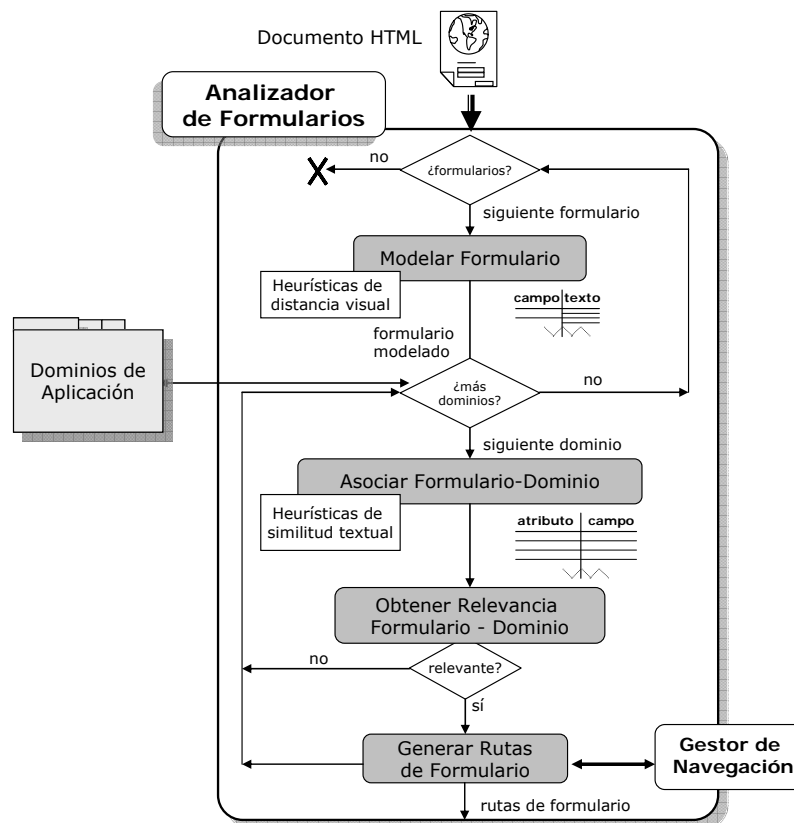 Documento HTML
Analizador
de Formularios
no
¿formularios?
siguiente formulario
Modelar Formulario
Heurísticas de
distancia visual
campo texto
formulario
modelado
Dominios de
Aplicación
¿más
dominios?
no
siguiente dominio
Asociar Formulario-Dominio
Heurísticas de
similitud textual
atributo campo
Obtener Relevancia
Formulario - Dominio
no
relevante?
sí
Generar Rutas
de Formulario
Gestor de
Navegación
rutas de formulario